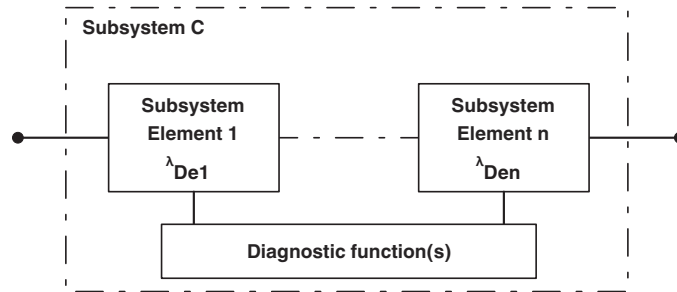 Subsystem C
Subsystem
Element 1
λDe1
Subsystem
Element n
λDen
Diagnostic function(s)